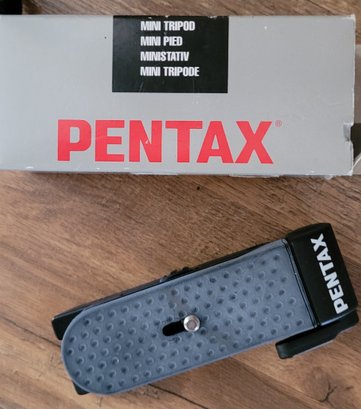 MINI TRIPOD
MINI PIED
MINISTATIV
MINI TRIPODE
PENTAX®
PENTAX